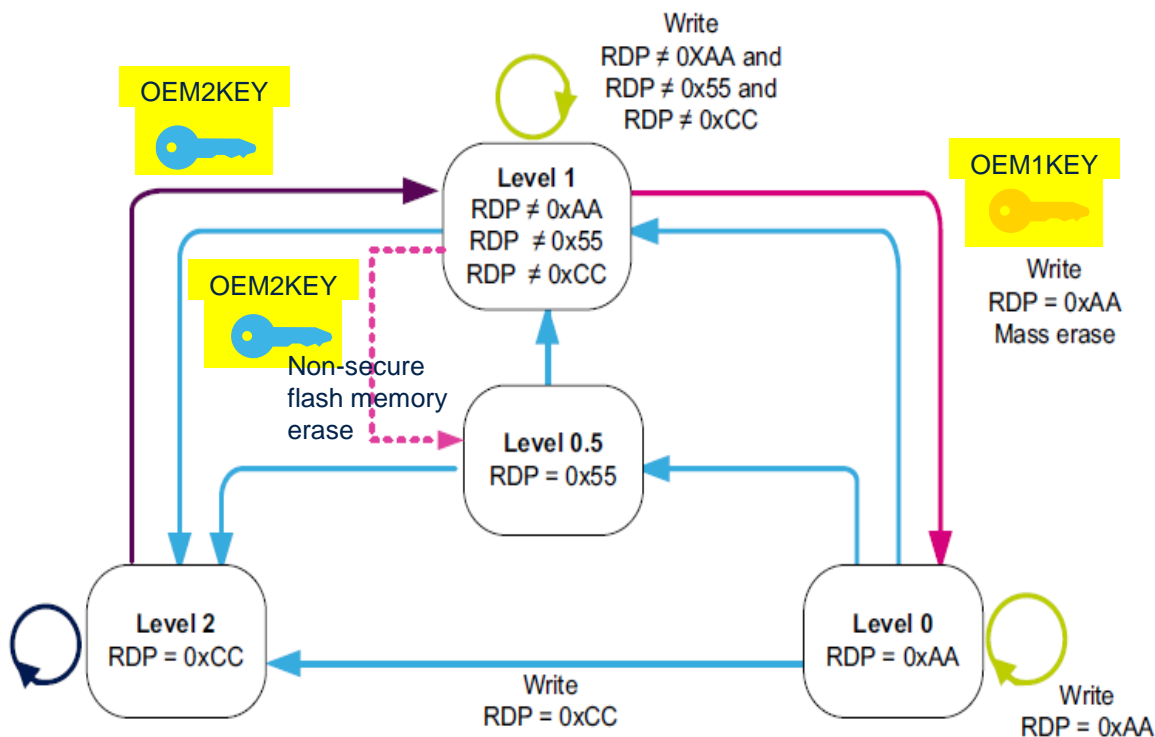 Write
RDP ≠ 0XAA and
RDP ≠ 0x55 and
RDP ≠ 0xCC
OEM2KEY
Level 1
RDP ≠ 0xAA
RDP ≠ 0x55
RDP ≠ 0xCC
OEM1KEY
Write
RDP = 0xAA
Mass erase
OEM2KEY
Non-secure
flash memory
erase
Level 0.5
RDP = 0x55
Level 2
RDP = 0xCC
Level 0
RDP = 0xAA
Write
RDP = 0xCC
Write
RDP = 0xAA